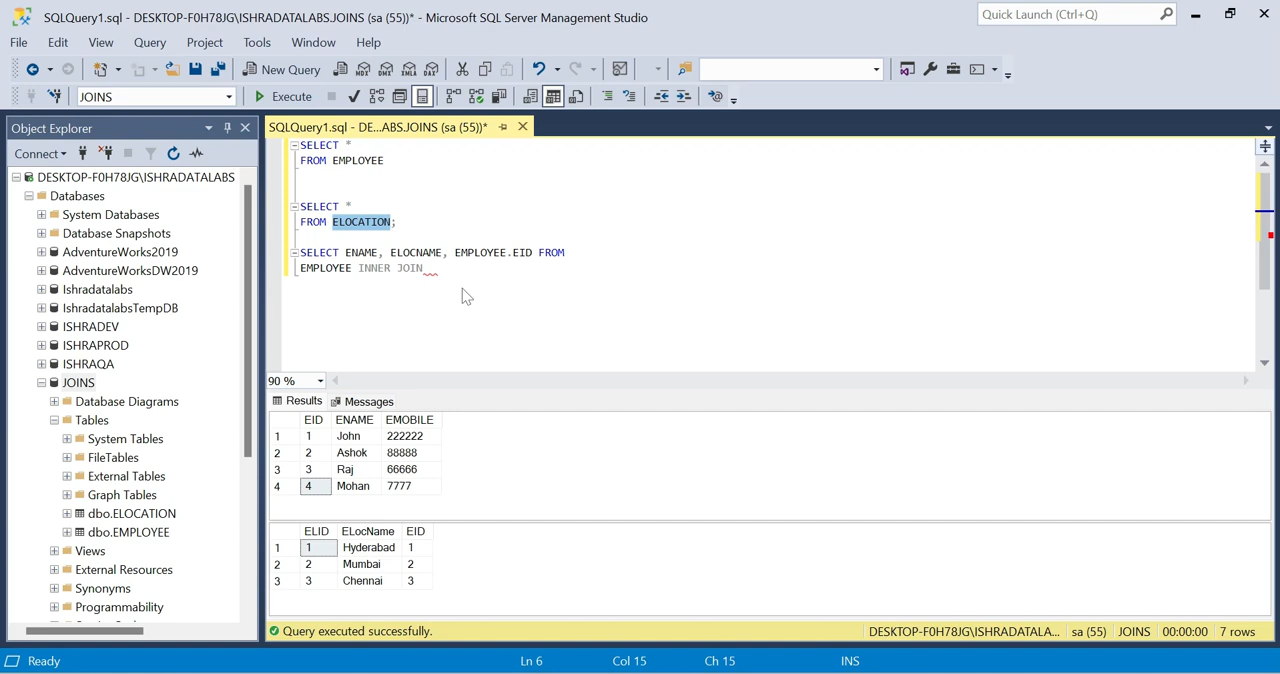 SQLQuery1.sql - DESKTOP-F0H78JG\ISHRADATALABS.JOINS (sa (55))* - Microsoft SQL Server Management Studio
Quick Launch (Ctrl+Q)
File Edit View Query Project Tools Window Help
New Query MDX DMX XMLA DAX
JOINS Execute
Object Explorer
SQLQuery1.sql - DE...ABS.JOINS (sa (55))*
Connect
DESKTOP-F0H78JG\ISHRADATALABS
Databases
System Databases
Database Snapshots
AdventureWorks2019
AdventureWorksDW2019
Ishradatalabs
IshradatalabsTempDB
ISHRADEV
ISHRAPROD
ISHRAQA
JOINS
Database Diagrams
Tables
System Tables
FileTables
External Tables
Graph Tables
dbo.ELOCATION
dbo.EMPLOYEE
Views
External Resources
Synonyms
Programmability
SELECT *
FROM EMPLOYEE
SELECT *
FROM ELOCATION;
SELECT ENAME, ELOCNAME, EMPLOYEE.EID FROM
EMPLOYEE INNER JOIN
90 %
Results Messages
EID ENAME EMOBILE
1 1 John 222222
2 2 Ashok 88888
3 3 Raj 66666
4 4 Mohan 7777
ELID ELocName EID
1 1 Hyderabad 1
2 2 Mumbai 2
3 3 Chennai 3
Query executed successfully. DESKTOP-F0H78JG\ISHRADATALA... sa (55) JOINS 00:00:00 7 rows
Ready Ln 6 Col 15 Ch 15 INS